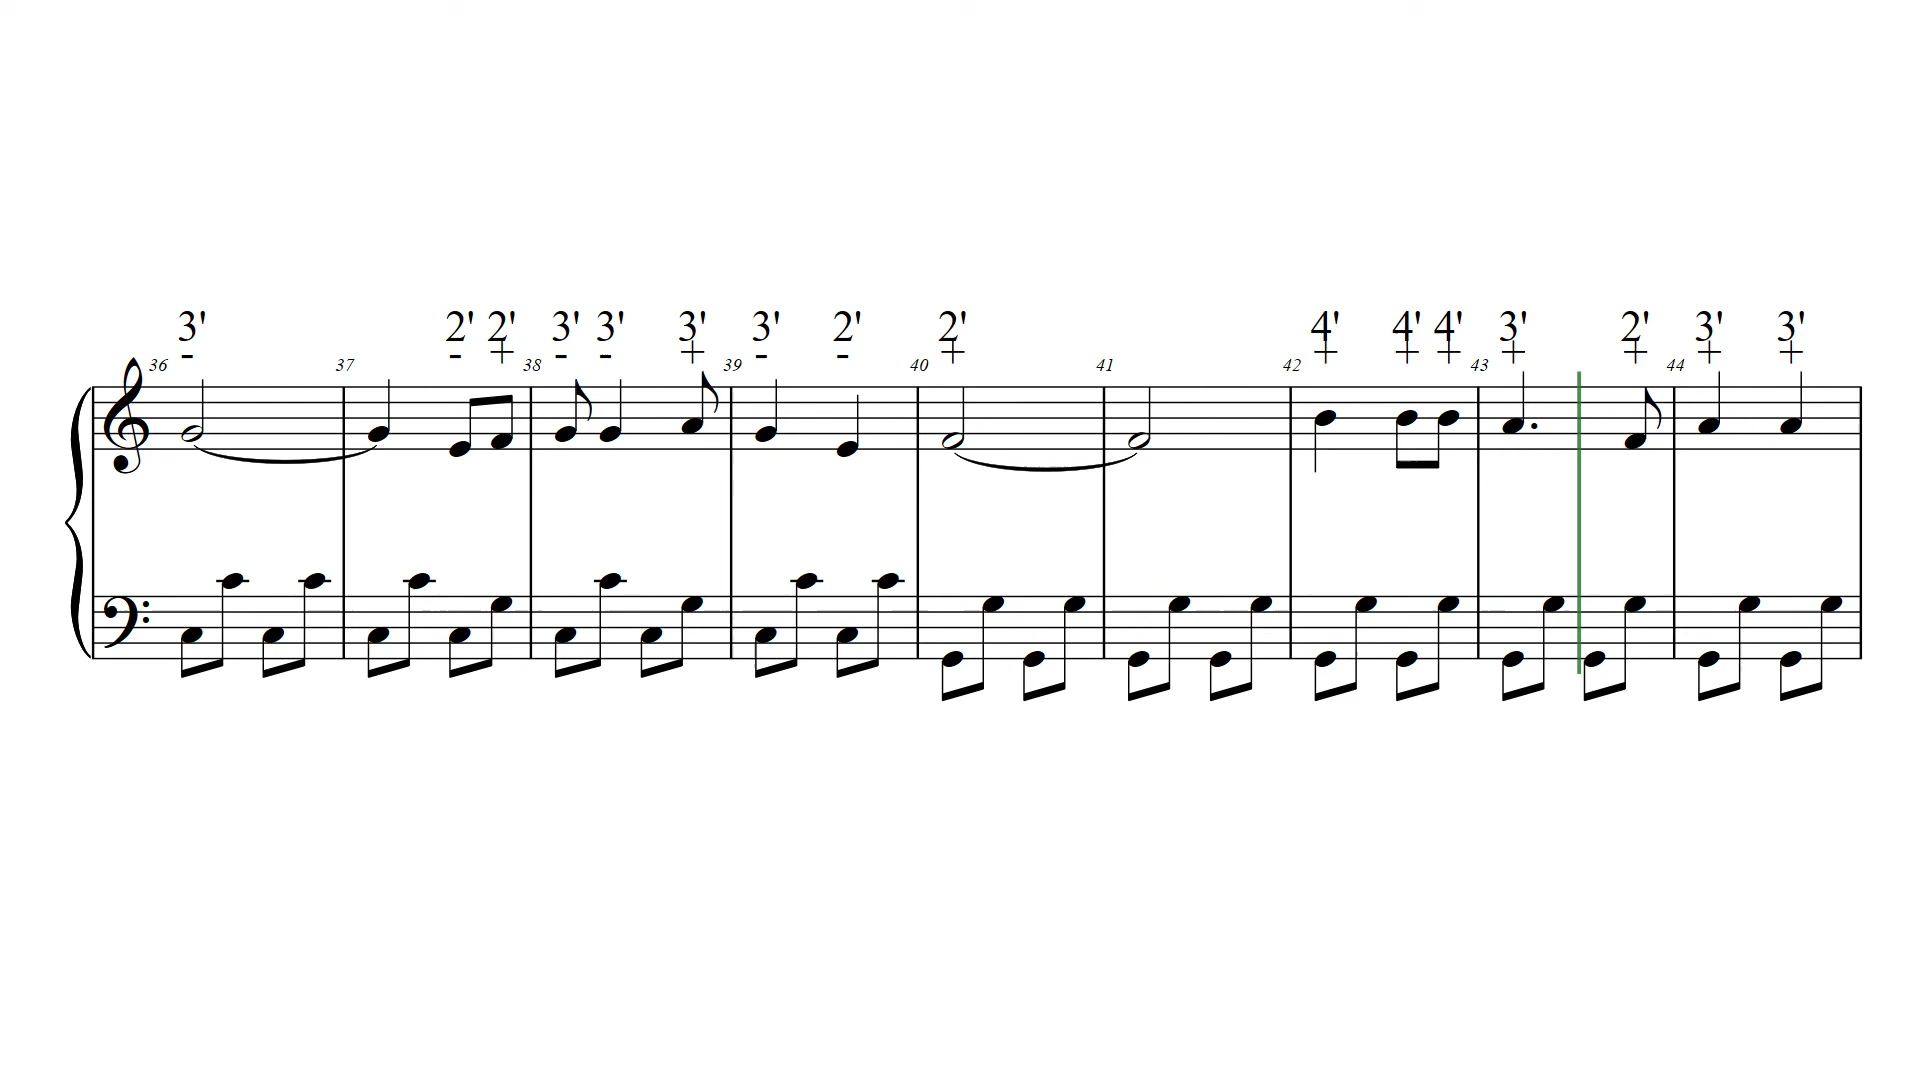 3' 2' 2' 3' 3' 3' 3' 2' 2' 4' 4' 4' 3' 2' 3' 3'
- - + - - + - - + + + + + + + +
36 37 38 39 40 41 42 43 44